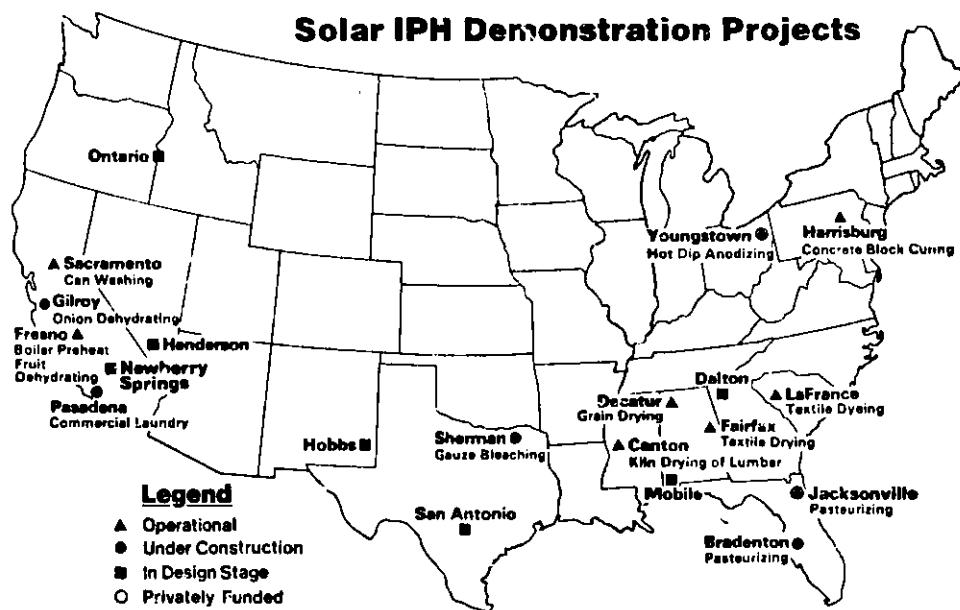 Solar IPH Demonstration Projects
Ontario
Youngstown
Hot Dip Anodizing
Harrisburg
Concrete Block Curing
Sacramento
Can Washing
Gilroy
Onion Dehydrating
Fresno
Boiler Preheat
Fruit
Dehydrating
Henderson
Newberry
Springs
Pasadena
Commercial Laundry
Dalton
Decatur
Grain Drying
LaFrance
Textile Dyeing
Fairfax
Textile Drying
Hobbs
Sherman
Gauze Bleaching
Canton
Kiln Drying of Lumber
Mobile
Jacksonville
Pasteurizing
San Antonio
Bradenton
Pasteurizing
Legend
Operational
Under Construction
In Design Stage
Privately Funded